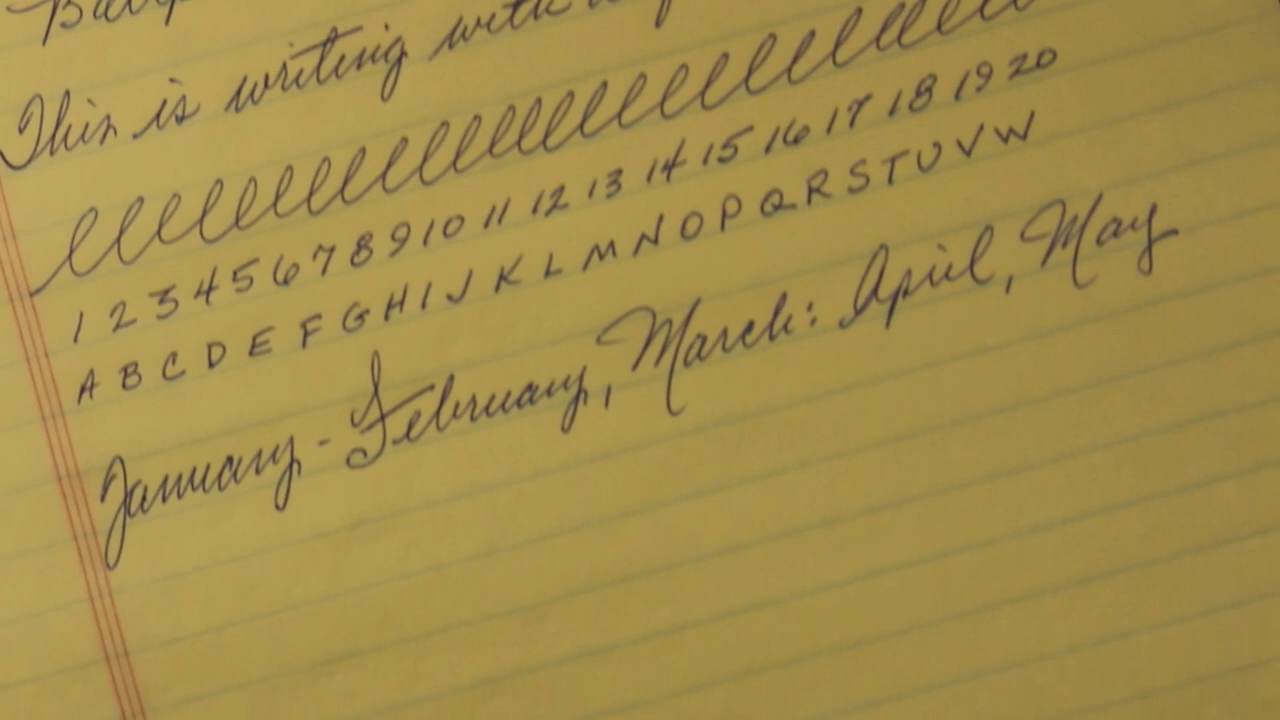 This is writing with a
1 2 3 4 5 6 7 8 9 10 11 12 13 14 15 16 17 18 19 20
A B C D E F G H I J K L M N O P Q R S T U V W
January - February, March: April, May